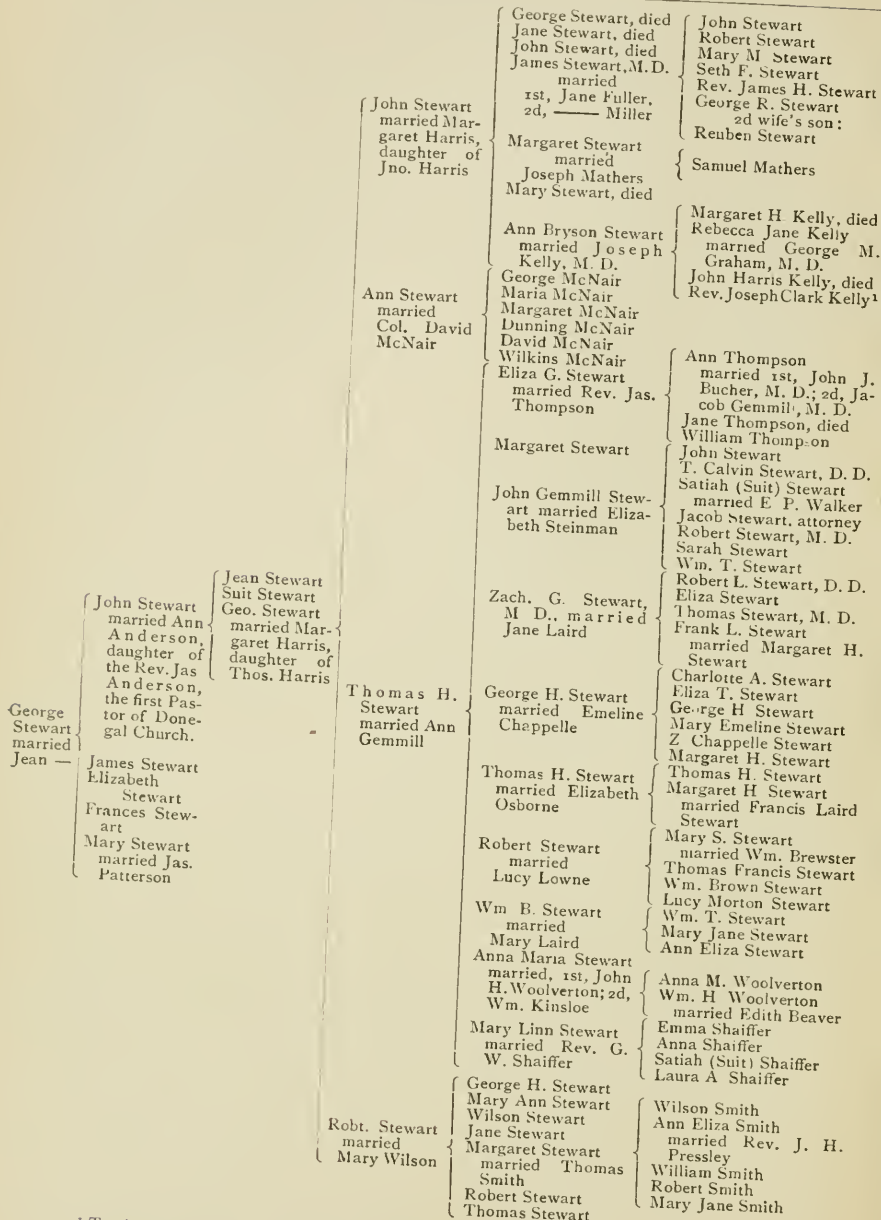 George
Stewart
married
Jean —
John Stewart
married Ann
Anderson,
daughter of
the Rev. Jas
Anderson,
the first Pas-
tor of Done-
gal Church.
James Stewart
Elizabeth
Stewart
Frances Stew-
art
Mary Stewart
married Jas.
Patterson
Jean Stewart
Suit Stewart
Geo. Stewart
married Mar-
garet Harris,
daughter of
Thos. Harris
John Stewart
married Mar-
garet Harris,
daughter of
Jno. Harris
Ann Stewart
married
Col. David
McNair
Thomas H.
Stewart
married Ann
Gemmill
Robt. Stewart
married
Mary Wilson
George Stewart, died
Jane Stewart, died
John Stewart, died
James Stewart, M.D.
married
1st, Jane Fuller,
2d, —— Miller
Margaret Stewart
married
Joseph Mathers
Mary Stewart, died
Ann Bryson Stewart
married Joseph
Kelly, M. D.
George McNair
Maria McNair
Margaret McNair
Dunning McNair
David McNair
Wilkins McNair
Eliza G. Stewart
married Rev. Jas.
Thompson
Margaret Stewart
John Gemmill Stew-
art married Eliza-
beth Steinman
Zach. G. Stewart,
M D., married
Jane Laird
George H. Stewart
married Emeline
Chappelle
Thomas H. Stewart
married Elizabeth
Osborne
Robert Stewart
married
Lucy Lowne
Wm B. Stewart
married
Mary Laird
Anna Maria Stewart
married, 1st, John
H. Woolverton; 2d,
Wm. Kinsloe
Mary Linn Stewart
married Rev. G.
W. Shaiffer
George H. Stewart
Mary Ann Stewart
Wilson Stewart
Jane Stewart
Margaret Stewart
married Thomas
Smith
Robert Stewart
Thomas Stewart
John Stewart
Robert Stewart
Mary M Stewart
Seth F. Stewart
Rev. James H. Stewart
George R. Stewart
2d wife's son:
Reuben Stewart
Samuel Mathers
Margaret H Kelly, died
Rebecca Jane Kelly
married George M.
Graham, M. D.
John Harris Kelly, died
Rev. Joseph Clark Kelly¹
Ann Thompson
married 1st, John J.
Bucher, M. D.; 2d, Ja-
cob Gemmill, M. D.
Jane Thompson, died
William Thompson
John Stewart
T. Calvin Stewart, D. D.
Satiah (Suit) Stewart
married E P. Walker
Jacob Stewart. attorney
Robert Stewart, M. D.
Sarah Stewart
Wm. T. Stewart
Robert L. Stewart, D. D.
Eliza Stewart
Thomas Stewart, M. D.
Frank L. Stewart
married Margaret H.
Stewart
Charlotte A. Stewart
Eliza T. Stewart
George H Stewart
Mary Emeline Stewart
Z Chappelle Stewart
Margaret H. Stewart
Thomas H. Stewart
Margaret H Stewart
married Francis Laird
Stewart
Mary S. Stewart
married Wm. Brewster
Thomas Francis Stewart
Wm. Brown Stewart
Lucy Morton Stewart
Wm. T. Stewart
Mary Jane Stewart
Ann Eliza Stewart
Anna M. Woolverton
Wm. H Woolverton
married Edith Beaver
Emma Shaiffer
Anna Shaiffer
Satiah (Suit) Shaiffer
Laura A Shaiffer
Wilson Smith
Ann Eliza Smith
married Rev. J. H.
Pressley
William Smith
Robert Smith
Mary Jane Smith